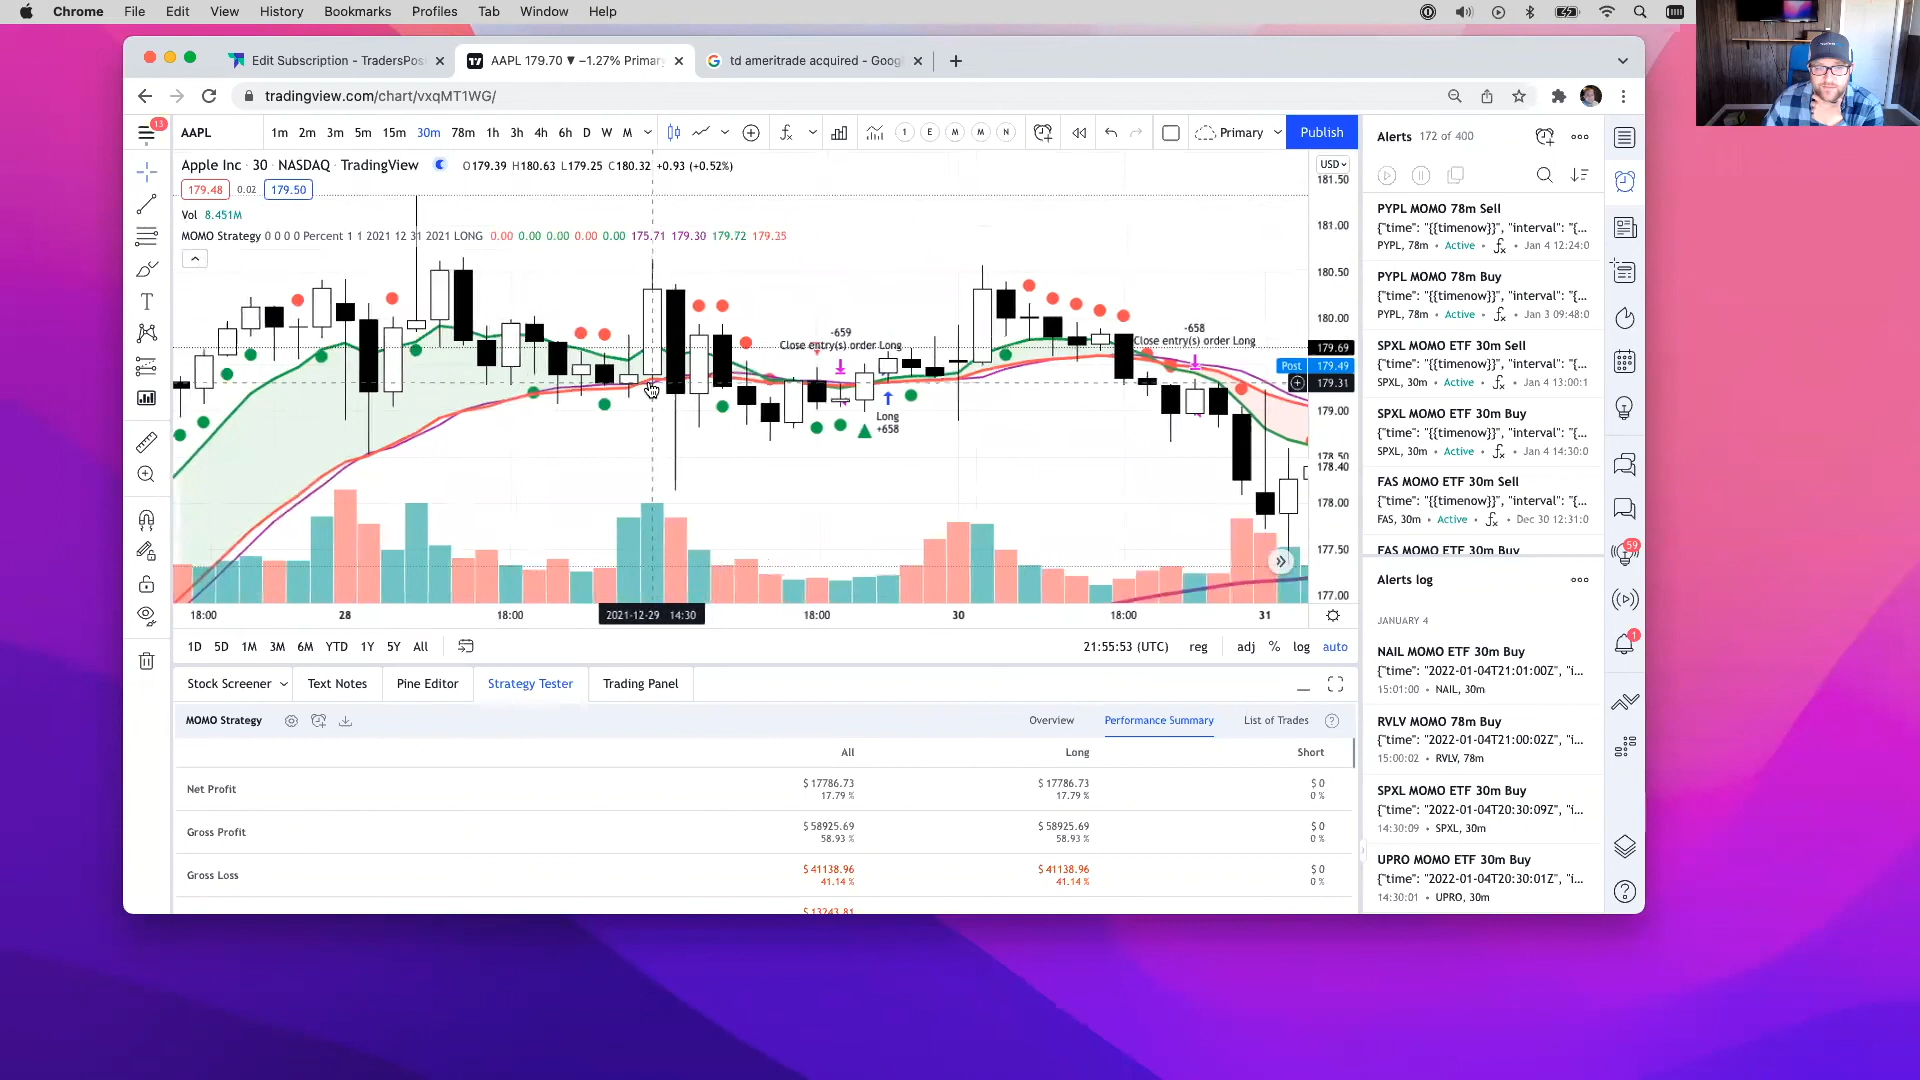 Chrome File Edit View History Bookmarks Profiles Tab Window Help
Edit Subscription - TradersPos
AAPL 179.70 ▼ −1.27% Primar
td ameritrade acquired - Goog
tradingview.com/chart/vxqMT1WG/
13
AAPL 1m 2m 3m 5m 15m 30m 78m 1h 3h 4h 6h D W M
1 E M M N
Primary
Publish
Apple Inc · 30 · NASDAQ · TradingView
O179.39 H180.63 L179.25 C180.32 +0.93 (+0.52%)
179.48 0.02 179.50
Vol 8.451M
MOMO Strategy 0 0 0 0 Percent 1 1 2021 12 31 2021 LONG 0.00 0.00 0.00 0.00 0.00 175.71 179.30 179.72 179.25
-659
Close entry(s) order Long
Long
+658
-658
Close entry(s) order Long
USD
181.50
181.00
180.50
180.00
179.69
Post 179.49
179.31
179.00
178.50
178.40
178.00
177.50
177.00
18:00 28 18:00 2021-12-29 14:30 18:00 30 18:00 31
1D 5D 1M 3M 6M YTD 1Y 5Y All
21:55:53 (UTC) reg adj % log auto
Stock Screener Text Notes Pine Editor Strategy Tester Trading Panel
MOMO Strategy
Overview Performance Summary List of Trades
All Long Short
Net Profit $ 17786.73 $ 17786.73 $ 0
17.79 % 17.79 % 0 %
Gross Profit $ 58925.69 $ 58925.69 $ 0
58.93 % 58.93 % 0 %
Gross Loss $ 41138.96 $ 41138.96 $ 0
41.14 % 41.14 % 0 %
$ 13243.81
Alerts 172 of 400
PYPL MOMO 78m Sell
{"time": "{{timenow}}", "interval": "{...
PYPL, 78m • Active • fx • Jan 4 12:24:0
PYPL MOMO 78m Buy
{"time": "{{timenow}}", "interval": "{...
PYPL, 78m • Active • fx • Jan 3 09:48:0
SPXL MOMO ETF 30m Sell
{"time": "{{timenow}}", "interval": "{...
SPXL, 30m • Active • fx • Jan 4 13:00:1
SPXL MOMO ETF 30m Buy
{"time": "{{timenow}}", "interval": "{...
SPXL, 30m • Active • fx • Jan 4 14:30:0
FAS MOMO ETF 30m Sell
{"time": "{{timenow}}", "interval": "{...
FAS, 30m • Active • fx • Dec 30 12:31:0
FAS MOMO ETF 30m Buy
Alerts log
JANUARY 4
NAIL MOMO ETF 30m Buy
{"time": "2022-01-04T21:01:00Z", "i...
15:01:00 • NAIL, 30m
RVLV MOMO 78m Buy
{"time": "2022-01-04T21:00:02Z", "i...
15:00:02 • RVLV, 78m
SPXL MOMO ETF 30m Buy
{"time": "2022-01-04T20:30:09Z", "i...
14:30:09 • SPXL, 30m
UPRO MOMO ETF 30m Buy
{"time": "2022-01-04T20:30:01Z", "i...
14:30:01 • UPRO, 30m
59
1